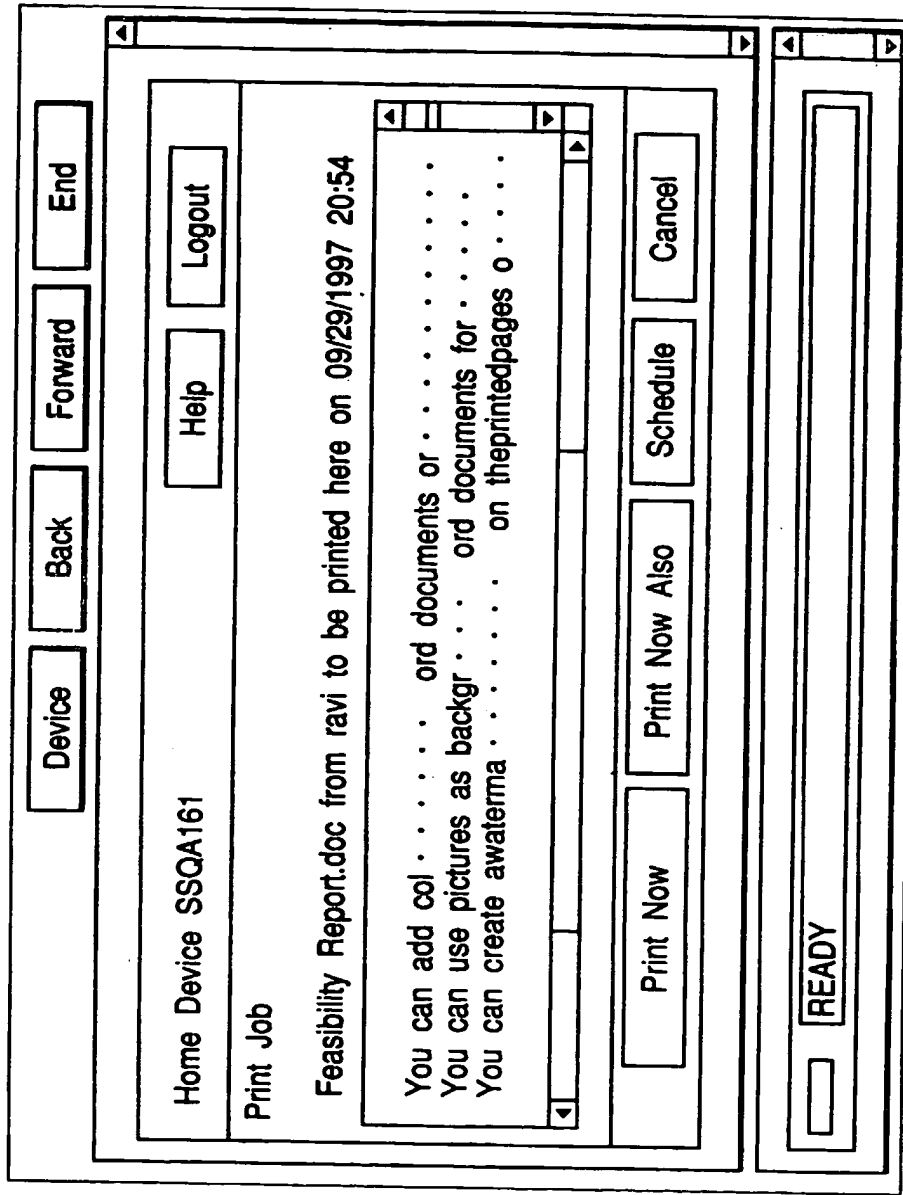 Device Back Forward End
Home Device SSQA161 Help Logout
Print Job
Feasibility Report.doc from ravi to be printed here on 09/29/1997 20:54
You can add col · · · · · · ord documents or · · · · · · · · · · · ·
You can use pictures as backgr · · · · ord documents for · · · · ·
You can create awaterma · · · · · · · on theprintedpages o · · · ·
Print Now Print Now Also Schedule Cancel
READY